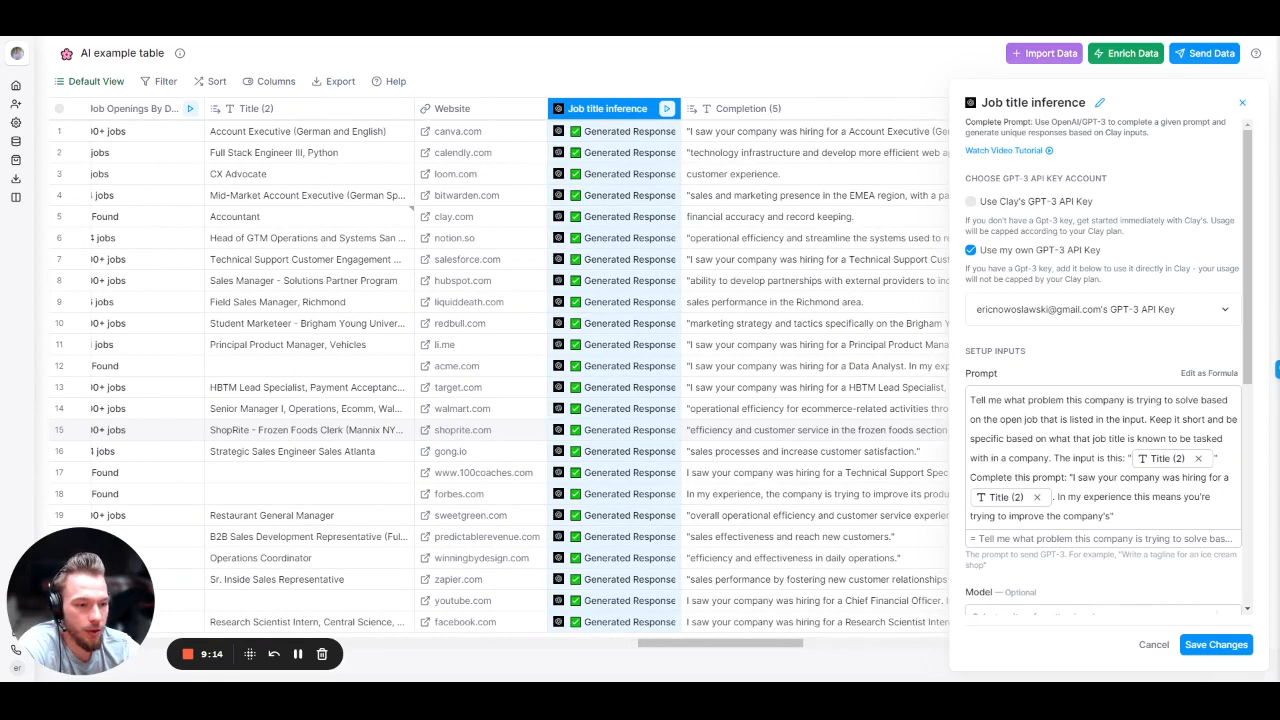 AI example table
Import Data
Enrich Data
Send Data
Default View
Filter
Sort
Columns
Export
Help
Job Openings By D...
Title (2)
Website
Job title inference
Completion (5)
1 0+ jobs Account Executive (German and English) canva.com Generated Response "I saw your company was hiring for a Account Executive (Ge
2 jobs Full Stack Engineer III, Python calendly.com Generated Response "technology infrastructure and develop more efficient web a
3 jobs CX Advocate loom.com Generated Response customer experience.
4 jobs Mid-Market Account Executive (German Sp... bitwarden.com Generated Response "sales and marketing presence in the EMEA region, with a pa
5 Found Accountant clay.com Generated Response financial accuracy and record keeping.
6 jobs Head of GTM Operations and Systems San ... notion.so Generated Response "operational efficiency and streamline the systems used to r
7 0+ jobs Technical Support Customer Engagement ... salesforce.com Generated Response "I saw your company was hiring for a Technical Support Cus
8 jobs Sales Manager - Solutions Partner Program hubspot.com Generated Response "ability to develop partnerships with external providers to in
9 jobs Field Sales Manager, Richmond liquiddeath.com Generated Response sales performance in the Richmond area.
10 0+ jobs Student Marketeer - Brigham Young Univer... redbull.com Generated Response "marketing strategy and tactics specifically on the Brigham Y
11 jobs Principal Product Manager, Vehicles li.me Generated Response "I saw your company was hiring for a Principal Product Mana
12 Found acme.com Generated Response "I saw your company was hiring for a Data Analyst. In my exp
13 0+ jobs HBTM Lead Specialist, Payment Acceptanc... target.com Generated Response "I saw your company was hiring for a HBTM Lead Specialist,
14 0+ jobs Senior Manager I, Operations, Ecomm, Wal... walmart.com Generated Response "operational efficiency for ecommerce-related activities thro
15 0+ jobs ShopRite - Frozen Foods Clerk (Mannix NY... shoprite.com Generated Response "efficiency and customer service in the frozen foods section
16 jobs Strategic Sales Engineer Sales Atlanta gong.io Generated Response "sales processes and increase customer satisfaction."
17 Found www.100coaches.com Generated Response I saw your company was hiring for a Technical Support Spec
18 Found forbes.com Generated Response In my experience, the company is trying to improve its produ
19 0+ jobs Restaurant General Manager sweetgreen.com Generated Response "overall operational efficiency and customer service experien
B2B Sales Development Representative (Ful... predictablerevenue.com Generated Response "sales effectiveness and reach new customers."
Operations Coordinator winningbydesign.com Generated Response "efficiency and effectiveness in daily operations."
Sr. Inside Sales Representative zapier.com Generated Response "sales performance by fostering new customer relationships
youtube.com Generated Response I saw your company was hiring for a Chief Financial Officer. I
Research Scientist Intern, Central Science, ... facebook.com Generated Response "I saw your company was hiring for a Research Scientist Inte
9:14
er
Job title inference
Complete Prompt: Use OpenAI/GPT-3 to complete a given prompt and
generate unique responses based on Clay inputs.
Watch Video Tutorial
CHOOSE GPT-3 API KEY ACCOUNT
Use Clay's GPT-3 API Key
If you don't have a Gpt-3 key, get started immediately with Clay's. Usage
will be capped according to your Clay plan.
Use my own GPT-3 API Key
If you have a Gpt-3 key, add it below to use it directly in Clay - your usage
will not be capped by your Clay plan.
ericnowoslawski@gmail.com's GPT-3 API Key
SETUP INPUTS
Prompt Edit as Formula
Tell me what problem this company is trying to solve based
on the open job that is listed in the input. Keep it short and be
specific based on what that job title is known to be tasked
with in a company. The input is this: " Title (2) "
Complete this prompt: "I saw your company was hiring for a
Title (2) . In my experience this means you're
trying to improve the company's"
= Tell me what problem this company is trying to solve bas...
The prompt to send GPT-3. For example, "Write a tagline for an ice cream
shop"
Model — Optional
Cancel
Save Changes